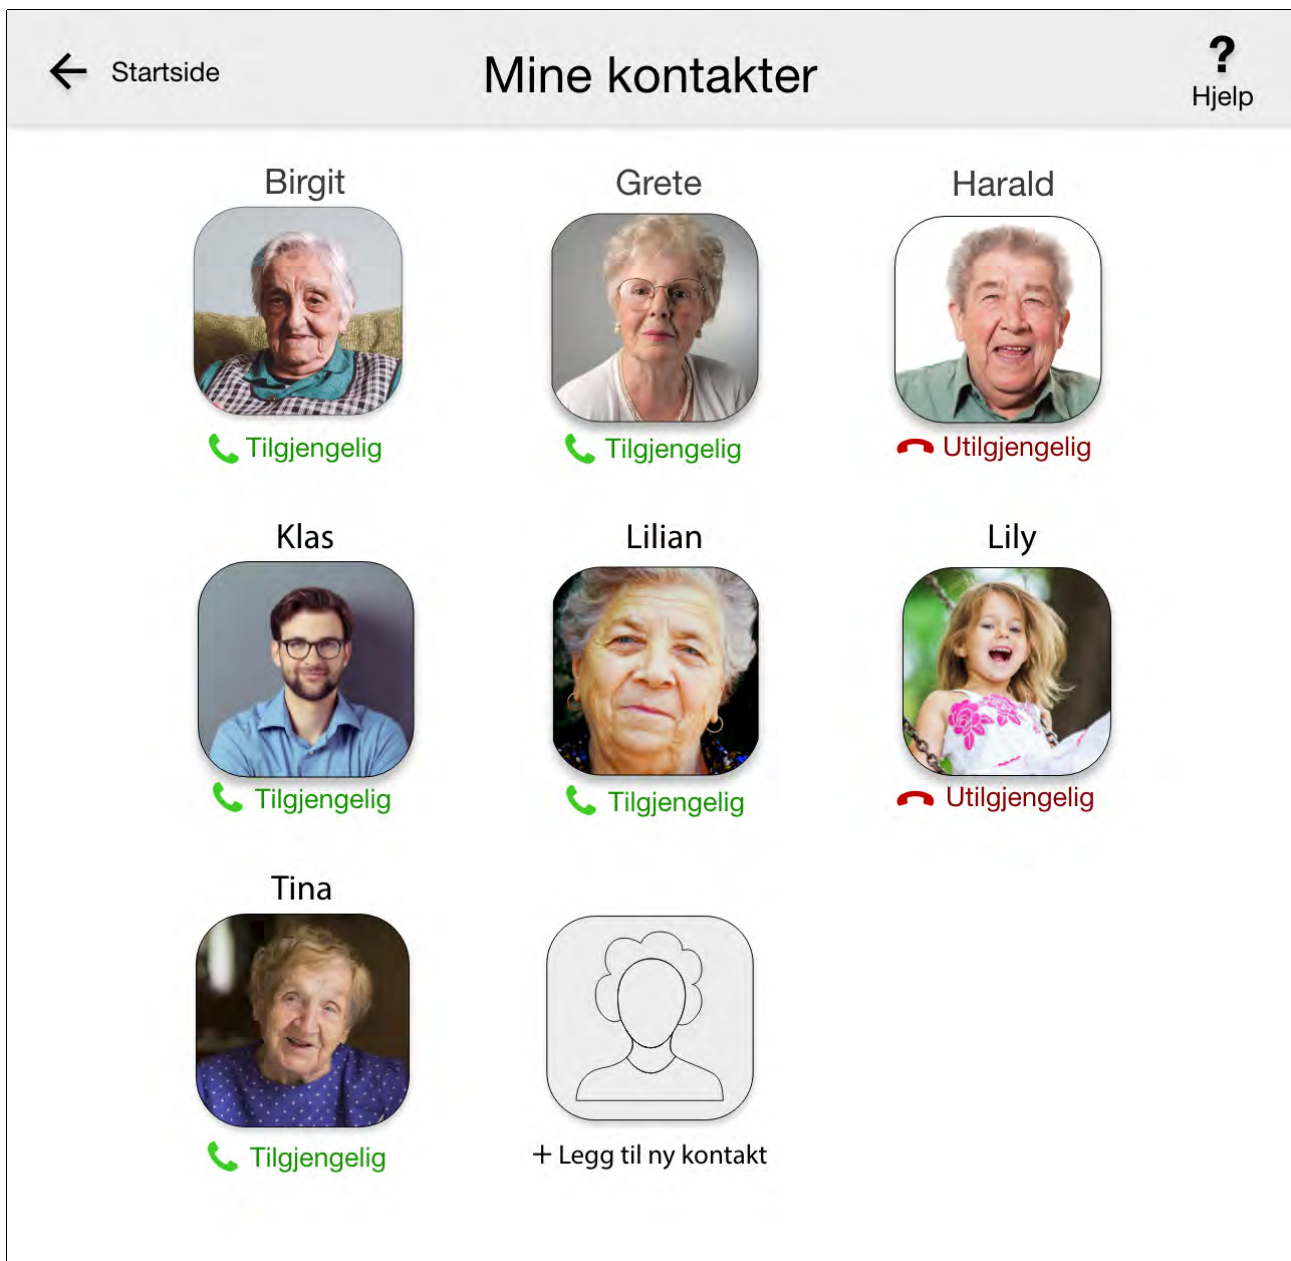 Startside
Mine kontakter
?
Hjelp
Birgit
Grete
Harald
Tilgjengelig
Tilgjengelig
Utilgjengelig
Klas
Lilian
Lily
Tilgjengelig
Tilgjengelig
Utilgjengelig
Tina
Tilgjengelig
+ Legg til ny kontakt